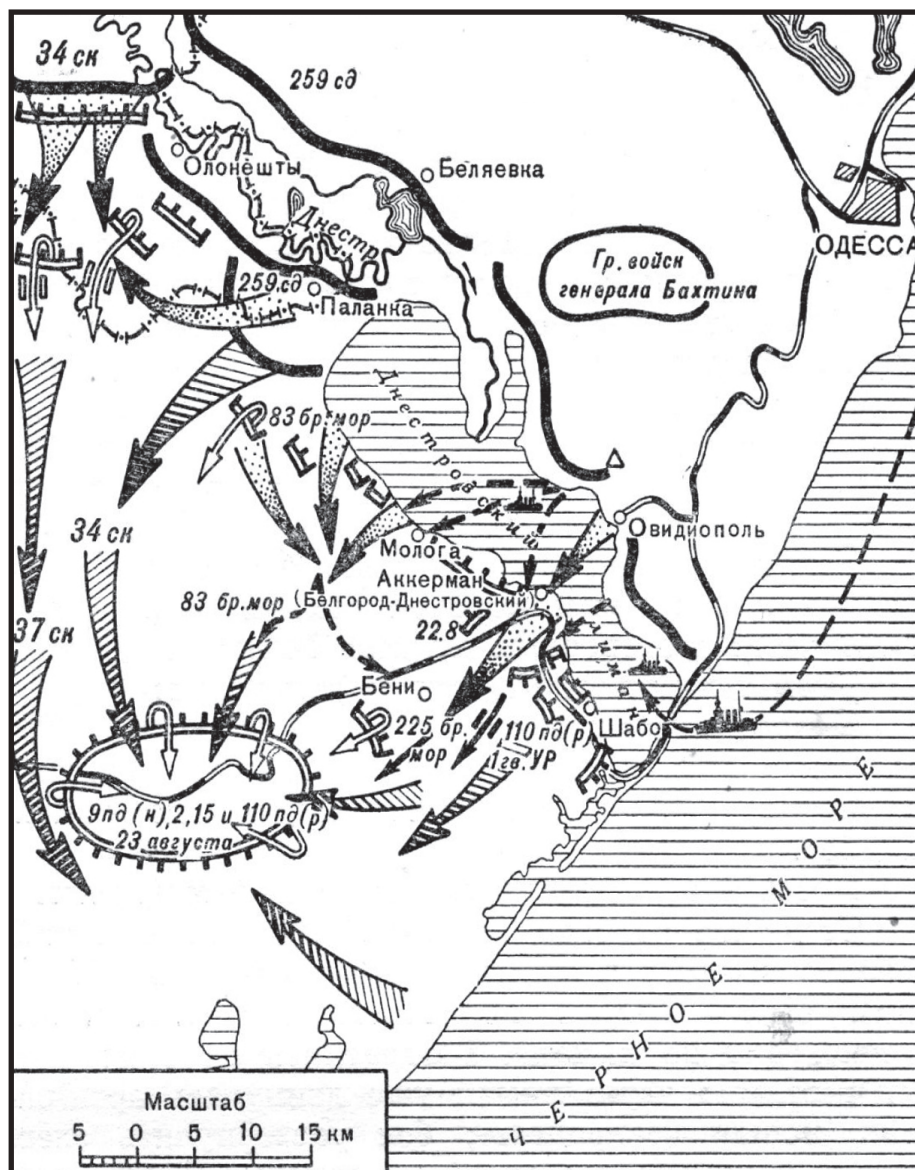 34 ск
259 сд
Олонешты
Беляевка
Днестр
ОДЕССА
Гр. войск
генерала Бахтина
259 сд
Паланка
Днестровский
лиман
83 бр. мор
34 ск
Молога
Овидиополь
Аккерман
(Белгород-Днестровский)
83 бр. мор
22.8
37 ск
Бени
Шабо
225 бр.
мор
110 пд(р)
1 гв. УР
9пд (н), 2,15 и 110 пд(р)
23 августа
ЧЕРНОЕ МОРЕ
Масштаб
5 0 5 10 15 км